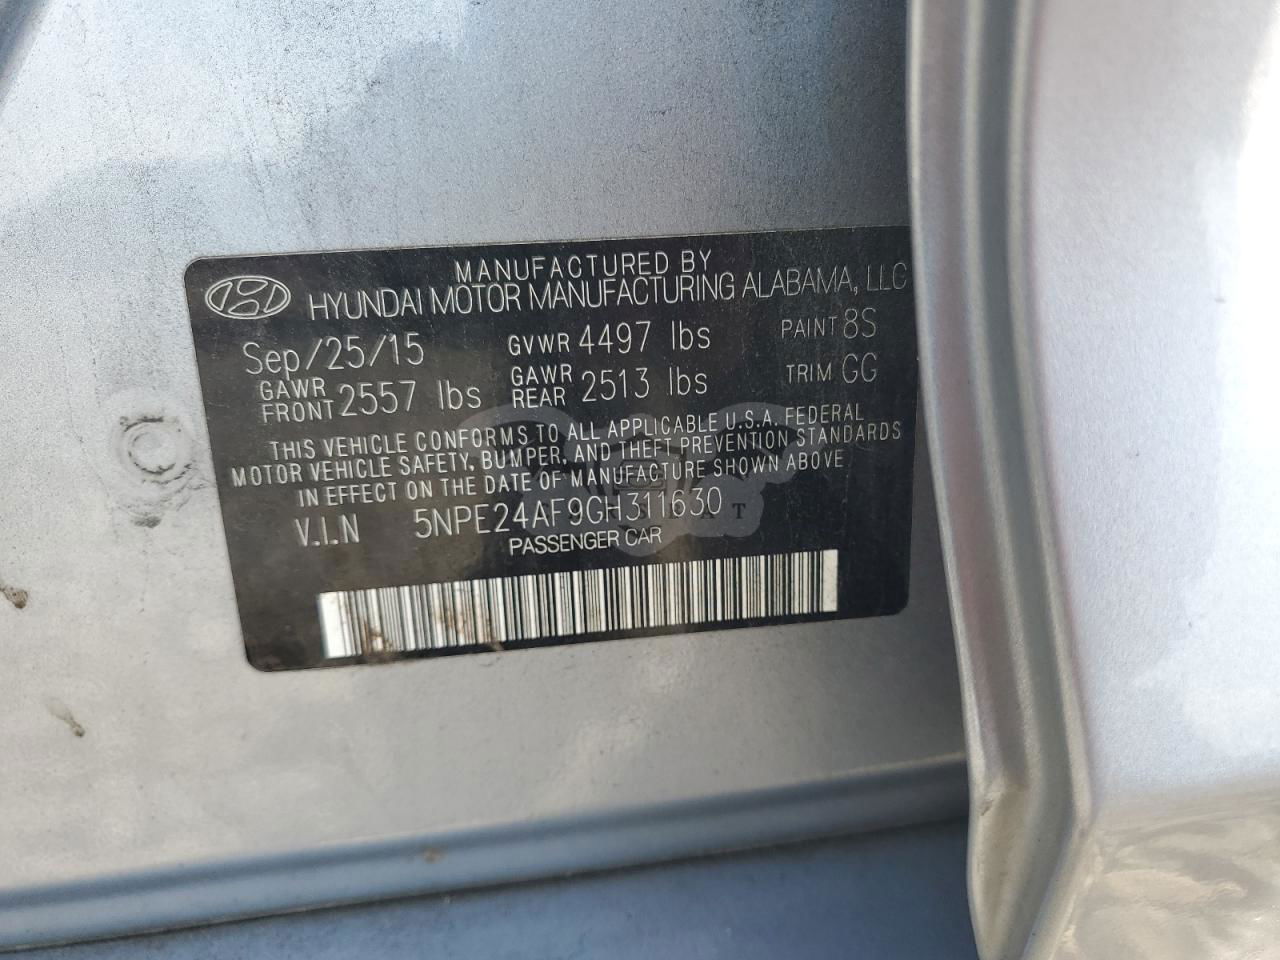 MANUFACTURED BY
HYUNDAI MOTOR MANUFACTURING ALABAMA, LLC
Sep/25/15 GVWR 4497 lbs PAINT 8S
GAWR FRONT 2557 lbs GAWR REAR 2513 lbs TRIM GG
THIS VEHICLE CONFORMS TO ALL APPLICABLE U.S.A. FEDERAL
MOTOR VEHICLE SAFETY, BUMPER, AND THEFT PREVENTION STANDARDS
IN EFFECT ON THE DATE OF MANUFACTURE SHOWN ABOVE
V.I.N 5NPE24AF9GH311630
PASSENGER CAR